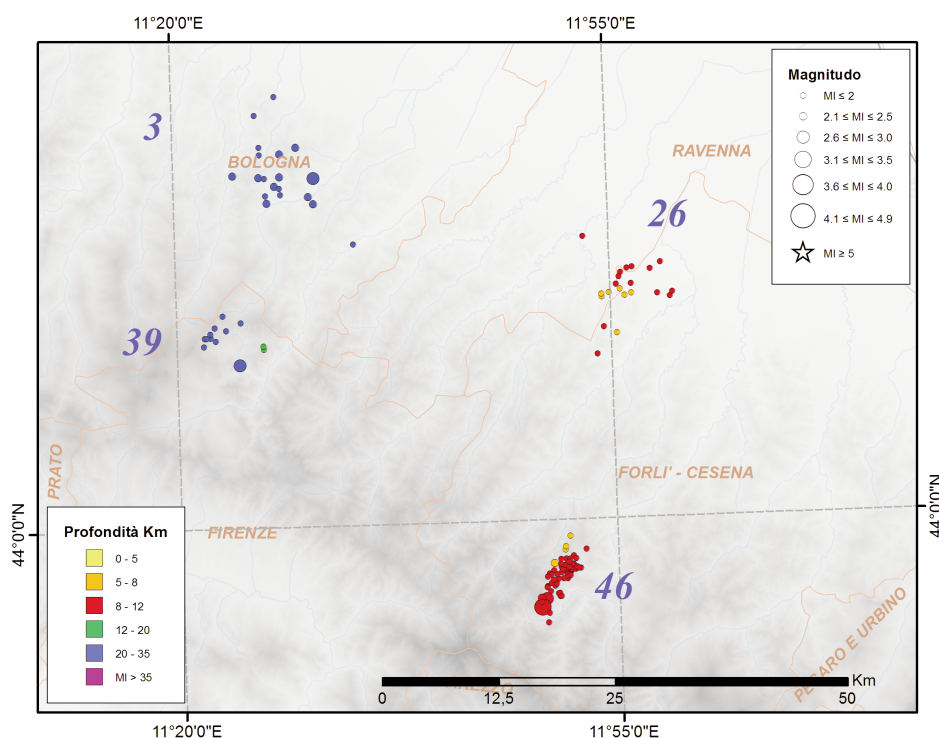 11°20'0"E
11°55'0"E
3
BOLOGNA
RAVENNA
26
39
PRATO
FORLI' - CESENA
44°0'0"N
44°0'0"N
FIRENZE
46
PESARO E URBINO
Magnitudo
Ml ≤ 2
2.1 ≤ Ml ≤ 2.5
2.6 ≤ Ml ≤ 3.0
3.1 ≤ Ml ≤ 3.5
3.6 ≤ Ml ≤ 4.0
4.1 ≤ Ml ≤ 4.9
Ml ≥ 5
Profondità Km
0 - 5
5 - 8
8 - 12
12 - 20
20 - 35
Ml > 35
Km
0
12,5
25
50
11°20'0"E
11°55'0"E